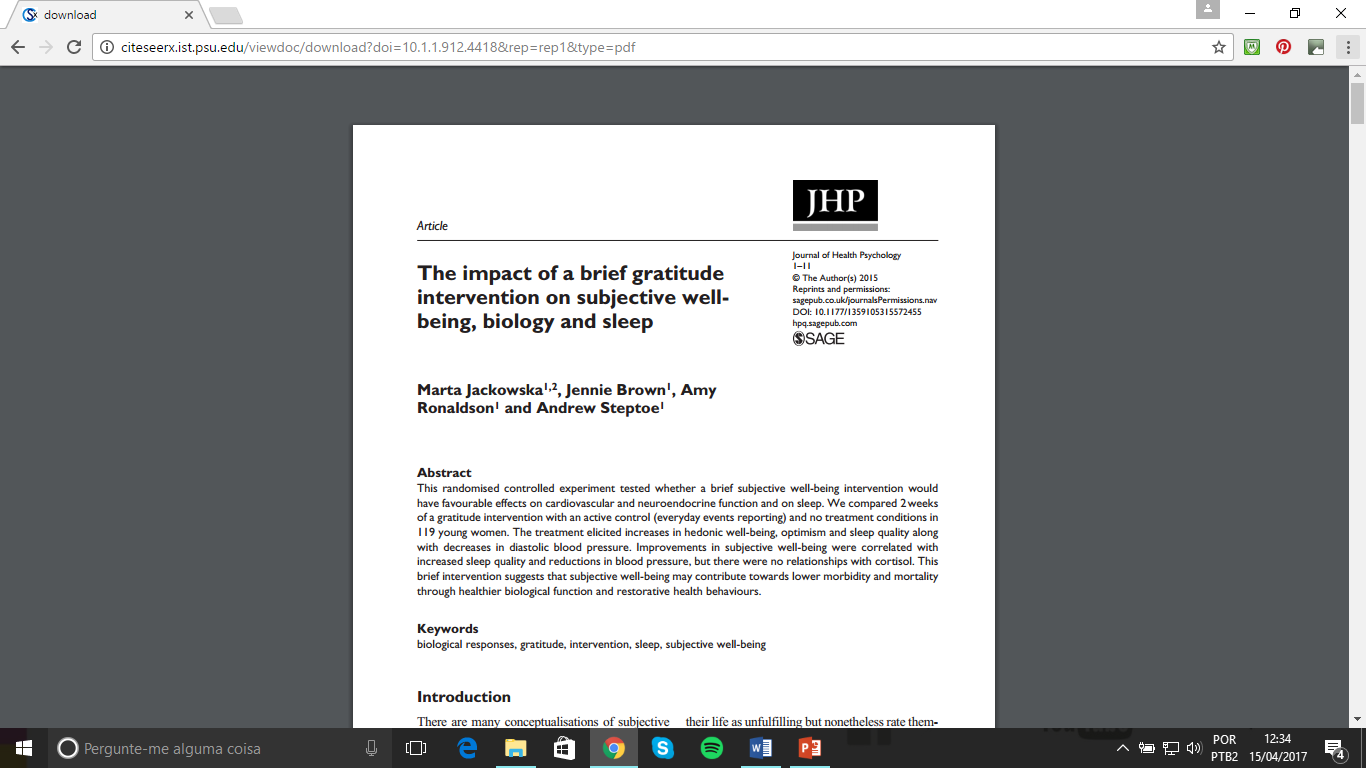 download
citeseerx.ist.psu.edu/viewdoc/download?doi=10.1.1.912.4418&rep=rep1&type=pdf
JHP
Article
Journal of Health Psychology
1–11
© The Author(s) 2015
Reprints and permissions:
sagepub.co.uk/journalsPermissions.nav
DOI: 10.1177/1359105315572455
hpq.sagepub.com
SAGE
The impact of a brief gratitude
intervention on subjective well-
being, biology and sleep
Marta Jackowska1,2, Jennie Brown1, Amy
Ronaldson1 and Andrew Steptoe1
Abstract
This randomised controlled experiment tested whether a brief subjective well-being intervention would
have favourable effects on cardiovascular and neuroendocrine function and on sleep. We compared 2 weeks
of a gratitude intervention with an active control (everyday events reporting) and no treatment conditions in
119 young women. The treatment elicited increases in hedonic well-being, optimism and sleep quality along
with decreases in diastolic blood pressure. Improvements in subjective well-being were correlated with
increased sleep quality and reductions in blood pressure, but there were no relationships with cortisol. This
brief intervention suggests that subjective well-being may contribute towards lower morbidity and mortality
through healthier biological function and restorative health behaviours.
Keywords
biological responses, gratitude, intervention, sleep, subjective well-being
Introduction
There are many conceptualisations of subjective
their life as unfulfilling but nonetheless rate them-
Pergunte-me alguma coisa
POR
PTB2
12:34
15/04/2017
4